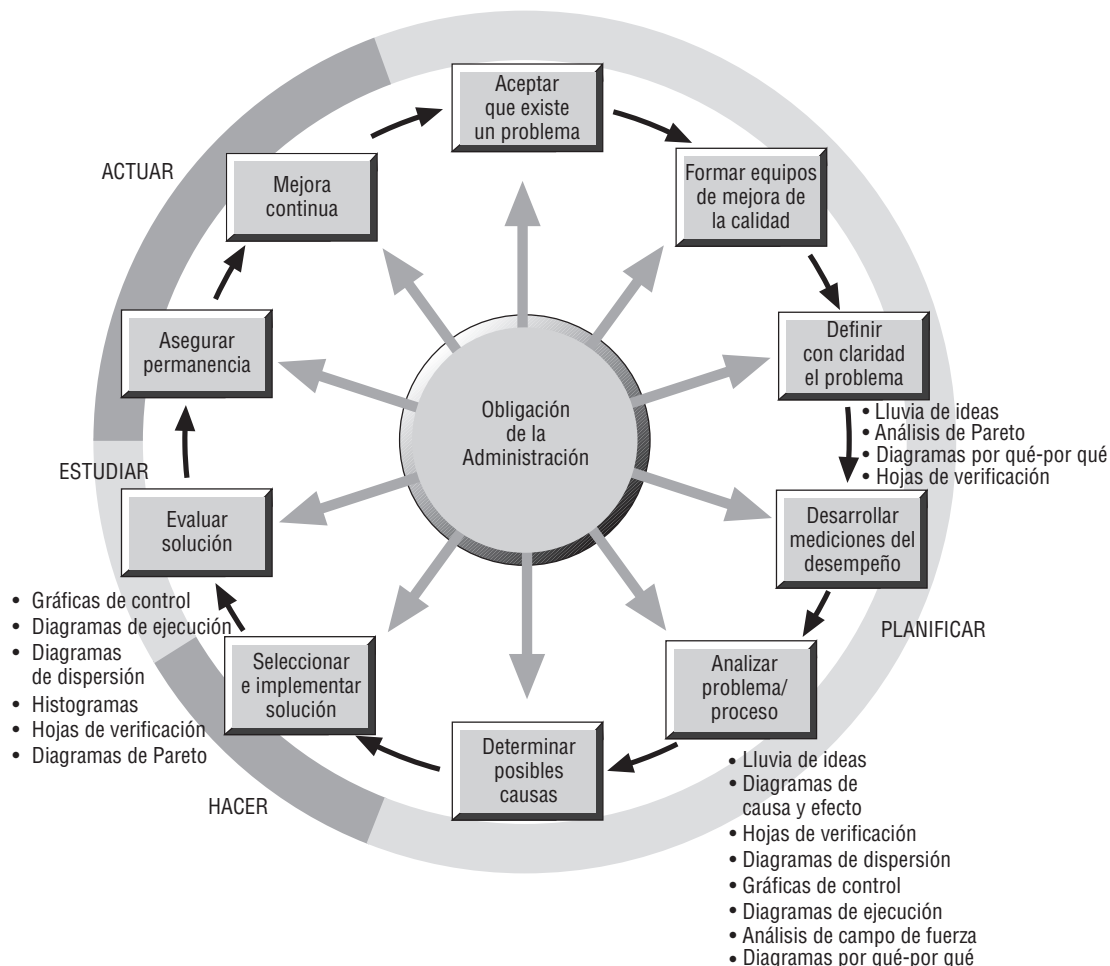 Aceptar
que existe
un problema
Formar equipos
de mejora de
la calidad
Definir
con claridad
el problema
• Lluvia de ideas
• Análisis de Pareto
• Diagramas por qué-por qué
• Hojas de verificación
Desarrollar
mediciones del
desempeño
PLANIFICAR
Analizar
problema/
proceso
• Lluvia de ideas
• Diagramas de
causa y efecto
• Hojas de verificación
• Diagramas de dispersión
• Gráficas de control
• Diagramas de ejecución
• Análisis de campo de fuerza
• Diagramas por qué-por qué
Determinar
posibles
causas
HACER
Seleccionar
e implementar
solución
• Gráficas de control
• Diagramas de ejecución
• Diagramas
de dispersión
• Histogramas
• Hojas de verificación
• Diagramas de Pareto
Evaluar
solución
ESTUDIAR
Asegurar
permanencia
ACTUAR
Mejora
continua
Obligación
de la
Administración